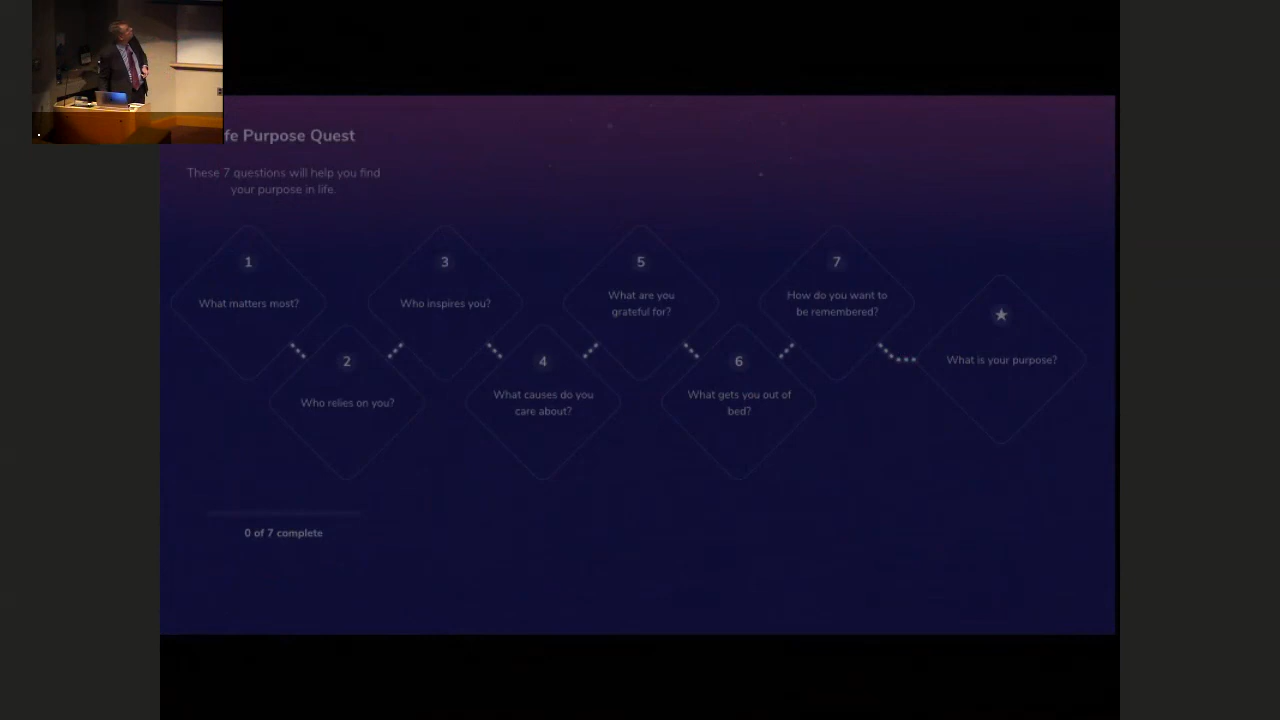 fe Purpose Quest
These 7 questions will help you find
your purpose in life.
1
What matters most?
2
Who relies on you?
3
Who inspires you?
4
What causes do you
care about?
5
What are you
grateful for?
6
What gets you out of
bed?
7
How do you want to
be remembered?
What is your purpose?
0 of 7 complete